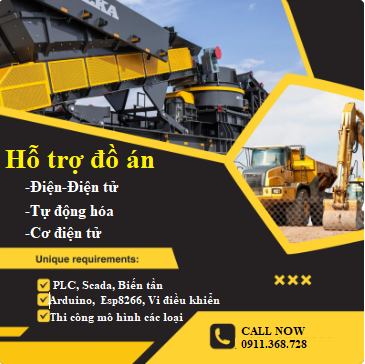 Hỗ trợ đồ án
-Điện-Điện tử
-Tự động hóa
-Cơ điện tử
Unique requirements:
PLC, Scada, Biến tần
Arduino, Esp8266, Vi điều khiển
Thi công mô hình các loại
CALL NOW
0911.368.728